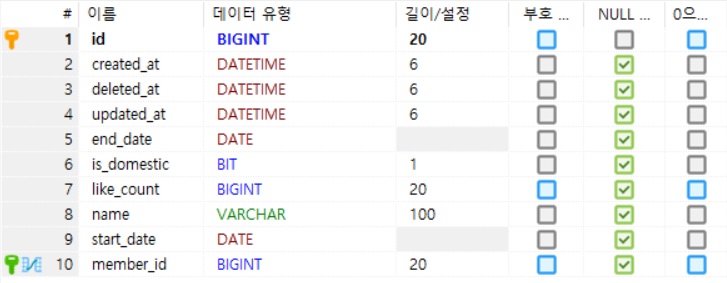 # 이름 데이터 유형 길이/설정 부호 ... NULL ... 0으...
1 id BIGINT 20
2 created_at DATETIME 6
3 deleted_at DATETIME 6
4 updated_at DATETIME 6
5 end_date DATE
6 is_domestic BIT 1
7 like_count BIGINT 20
8 name VARCHAR 100
9 start_date DATE
10 member_id BIGINT 20